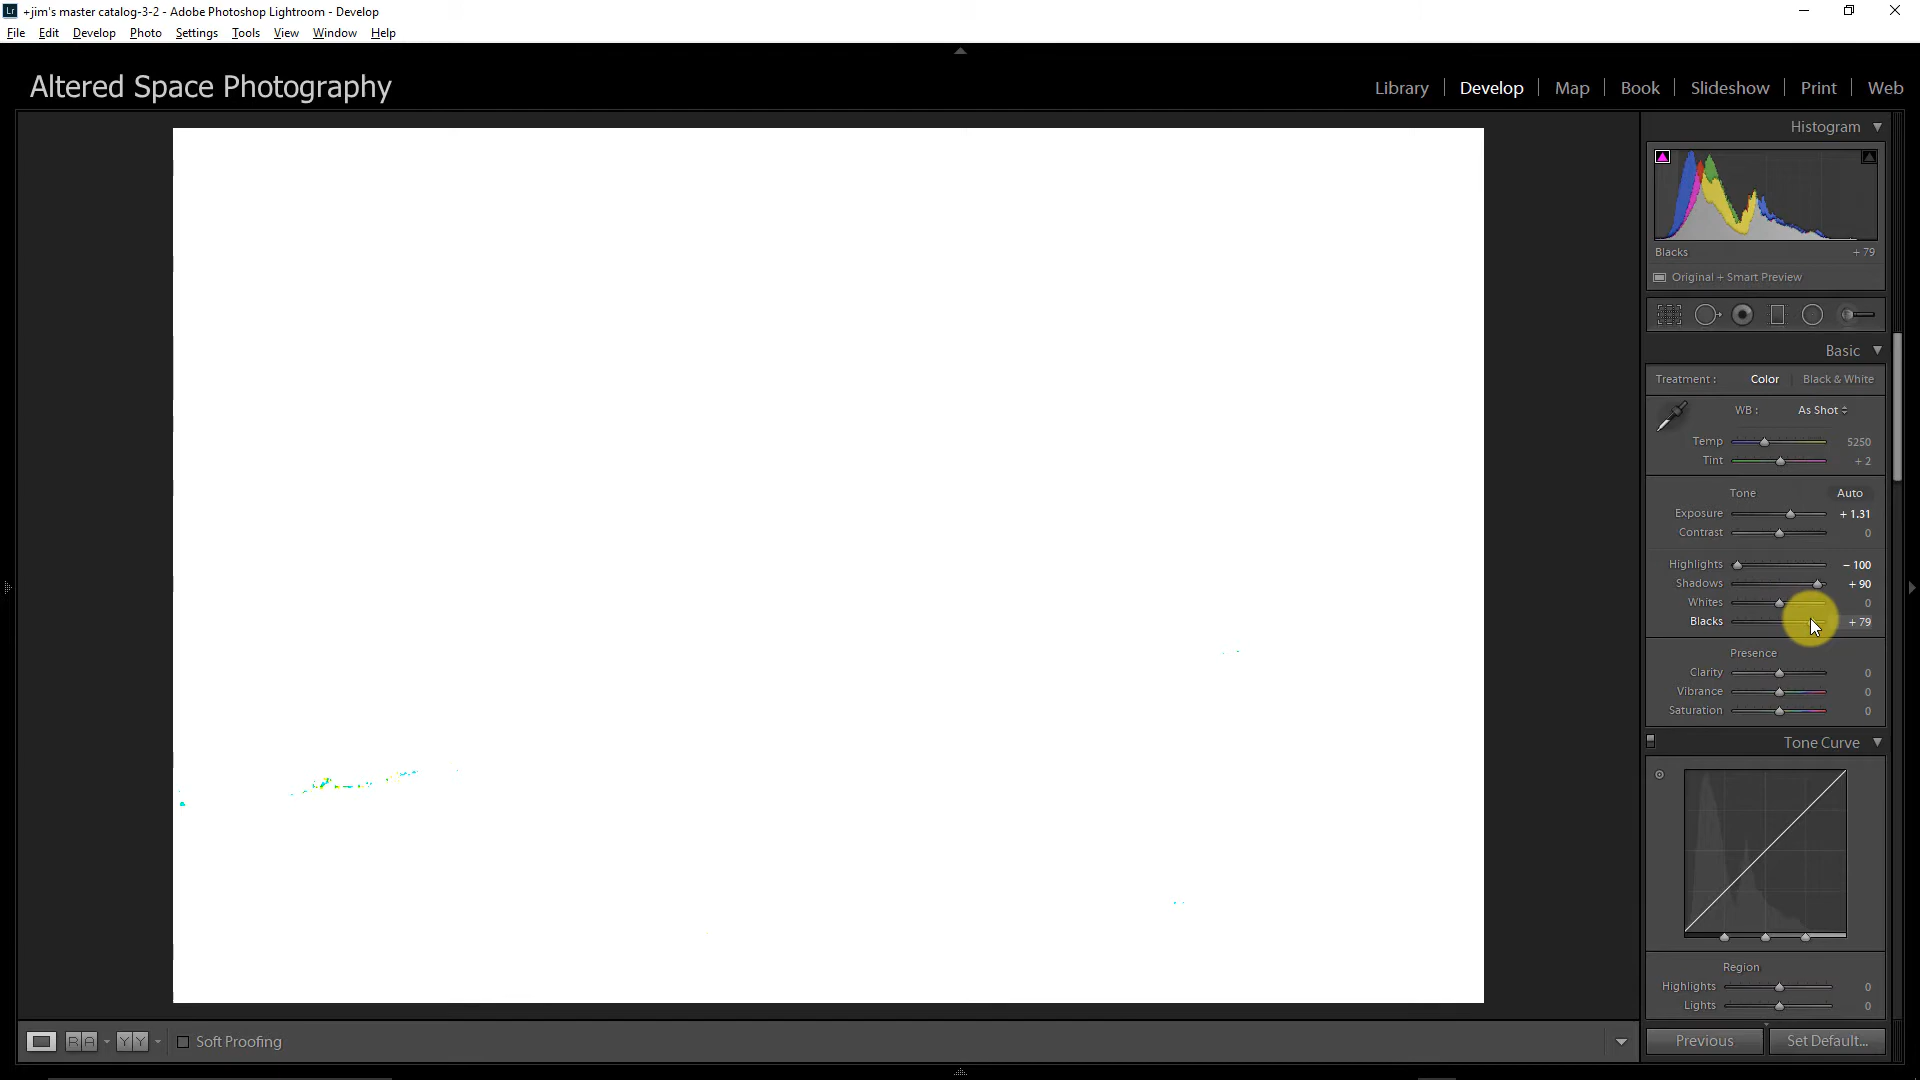 +jim's master catalog-3-2 - Adobe Photoshop Lightroom - Develop
File Edit Develop Photo Settings Tools View Window Help
Altered Space Photography
Library Develop Map Book Slideshow Print Web
Histogram
Blacks +79
Original + Smart Preview
Basic
Treatment : Color Black & White
WB : As Shot
Temp 5250
Tint +2
Tone Auto
Exposure +1.31
Contrast 0
Highlights −100
Shadows +90
Whites 0
Blacks +79
Presence
Clarity 0
Vibrance 0
Saturation 0
Tone Curve
Region
Highlights 0
Lights 0
R A Y Y Soft Proofing
Previous Set Default...